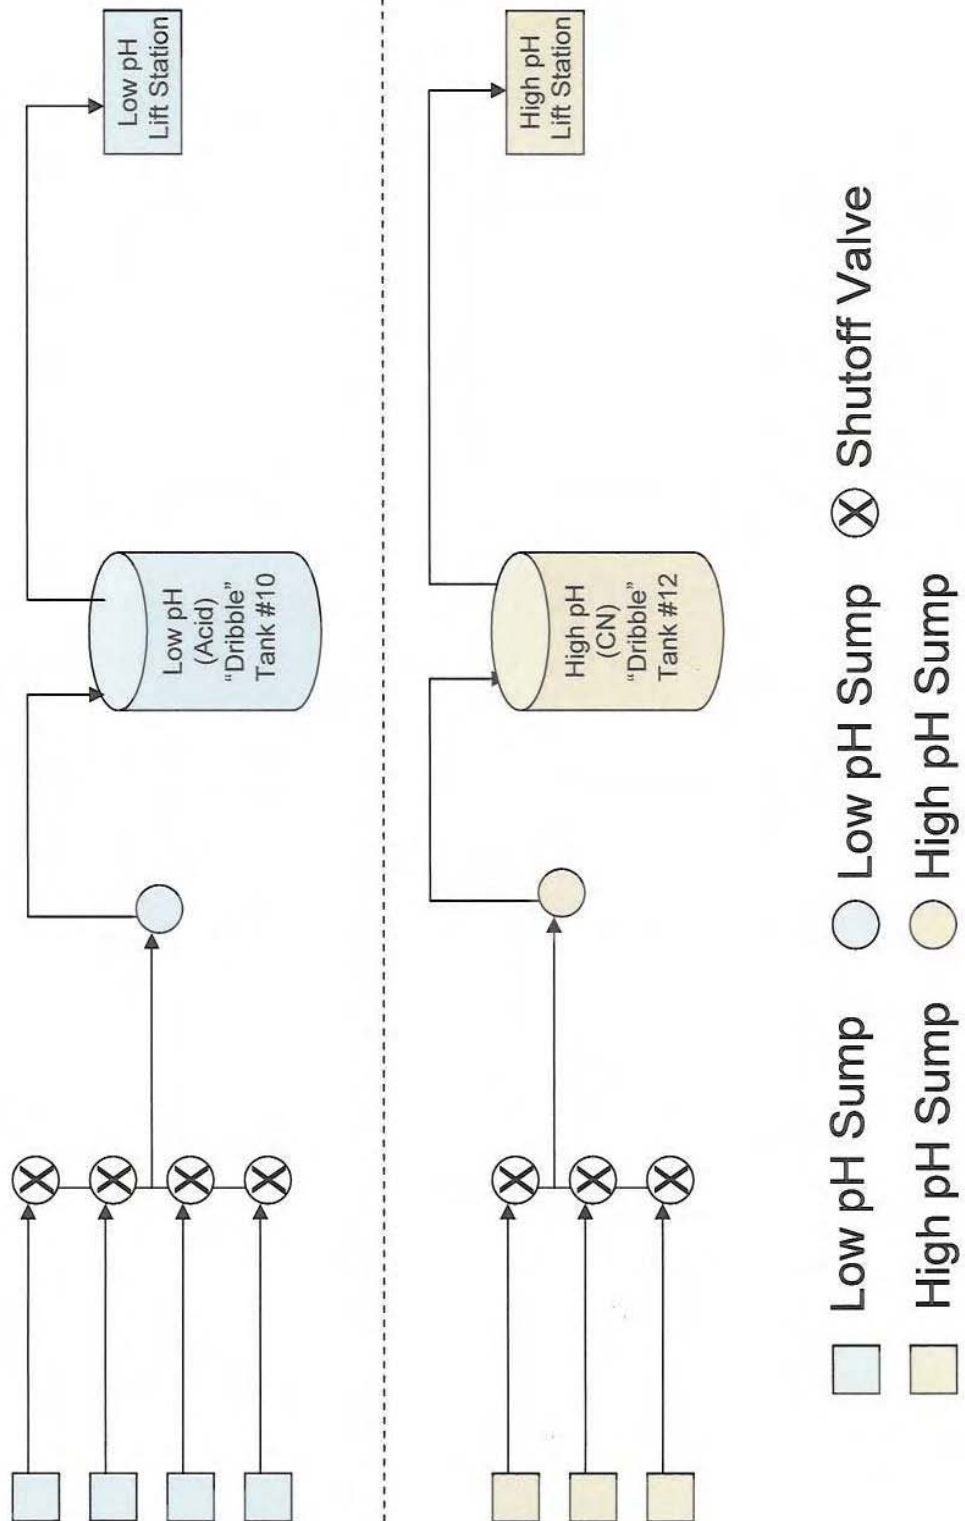 Low pH
Lift Station
Low pH
(Acid)
“Dribble”
Tank #10
High pH
Lift Station
High pH
(CN)
“Dribble”
Tank #12
X
X
X
X
X
X
X
Low pH Sump
Low pH Sump
X Shutoff Valve
High pH Sump
High pH Sump